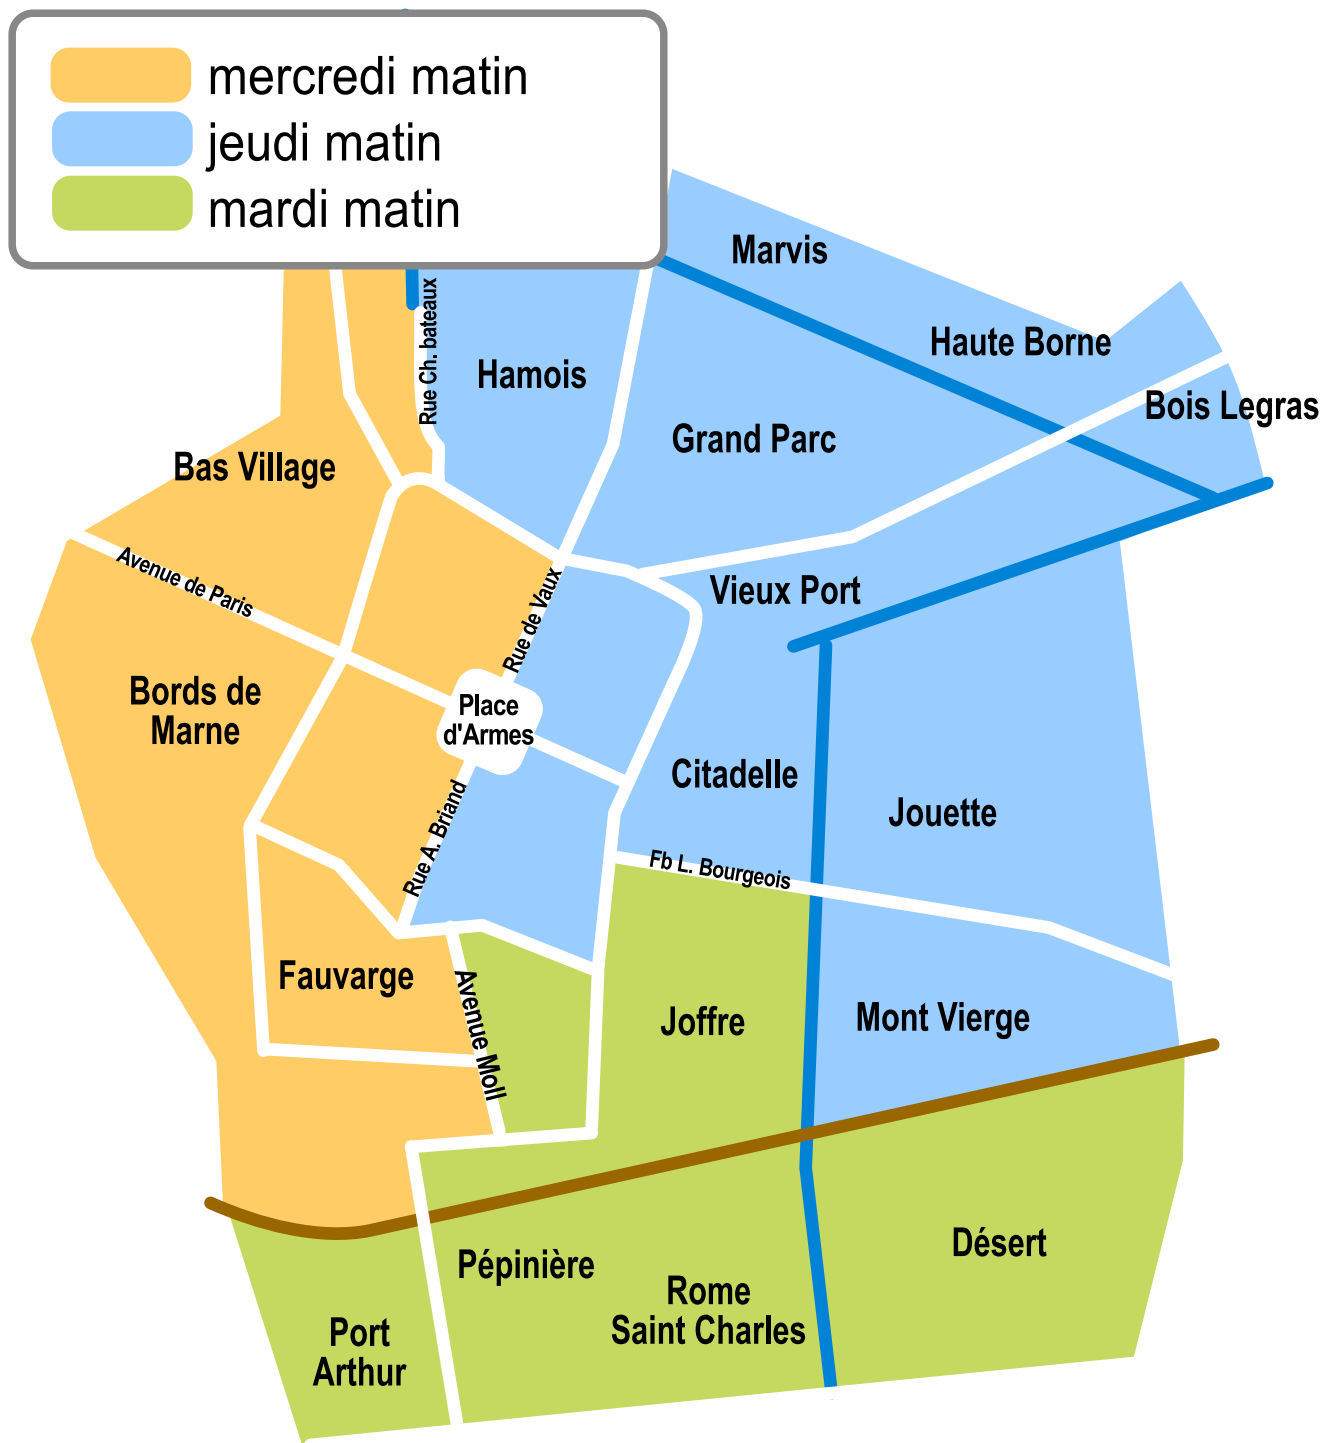 mercredi matin
jeudi matin
mardi matin
Marvis
Rue Ch. bateaux
Haute Borne
Hamois
Bois Legras
Grand Parc
Bas Village
Avenue de Paris
Vieux Port
Rue de Vaux
Bords de
Marne
Place
d'Armes
Citadelle
Jouette
Rue A. Briand
Fb L. Bourgeois
Fauvarge
Avenue Moll
Joffre
Mont Vierge
Désert
Pépinière
Rome
Saint Charles
Port
Arthur